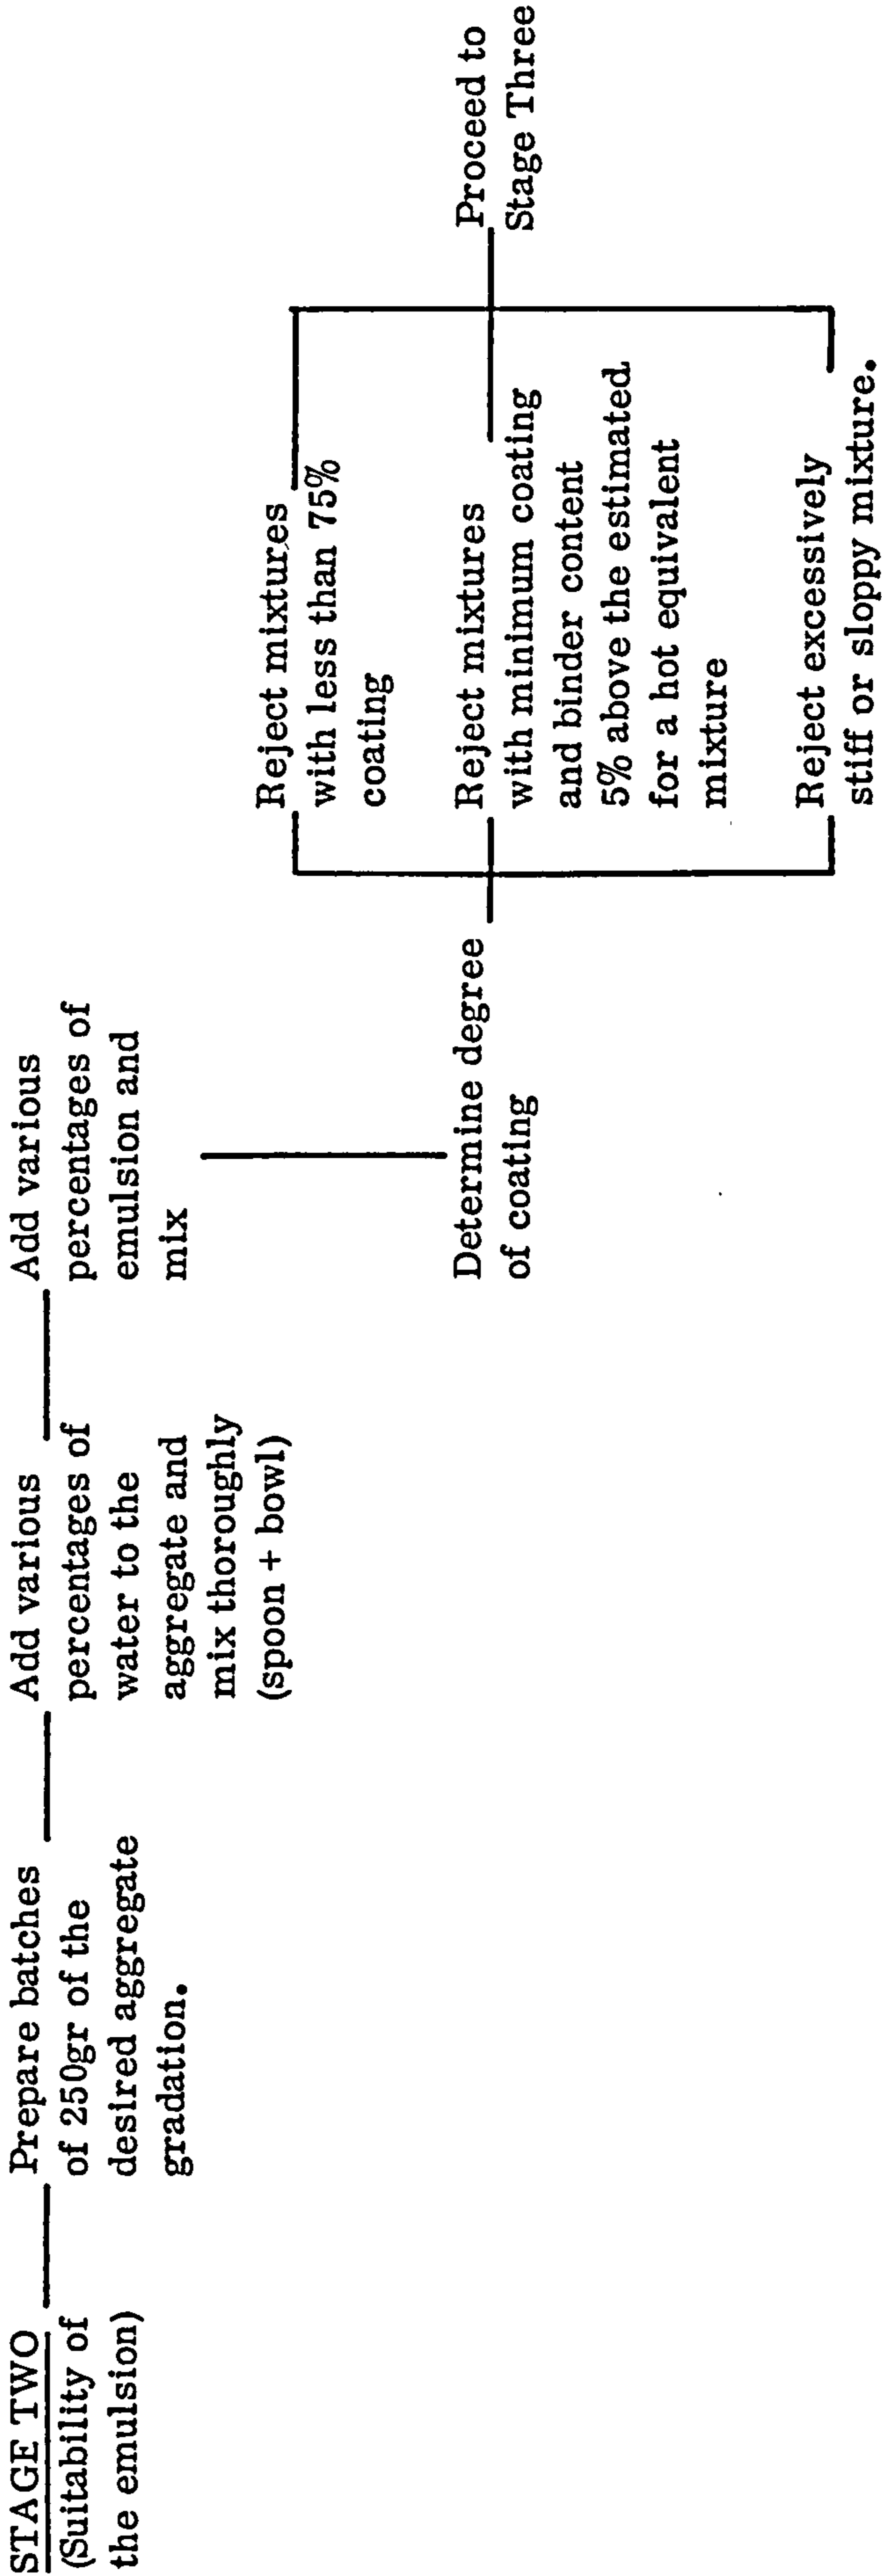 STAGE TWO
(Suitability of
the emulsion)
Prepare batches
of 250gr of the
desired aggregate
gradation.
Add various
percentages of
water to the
aggregate and
mix thoroughly
(spoon + bowl)
Add various
percentages of
emulsion and
mix
Determine degree
of coating
Reject mixtures
with less than 75%
coating
Reject mixtures
with minimum coating
and binder content
5% above the estimated
for a hot equivalent
mixture
Reject excessively
stiff or sloppy mixture.
Proceed to
Stage Three